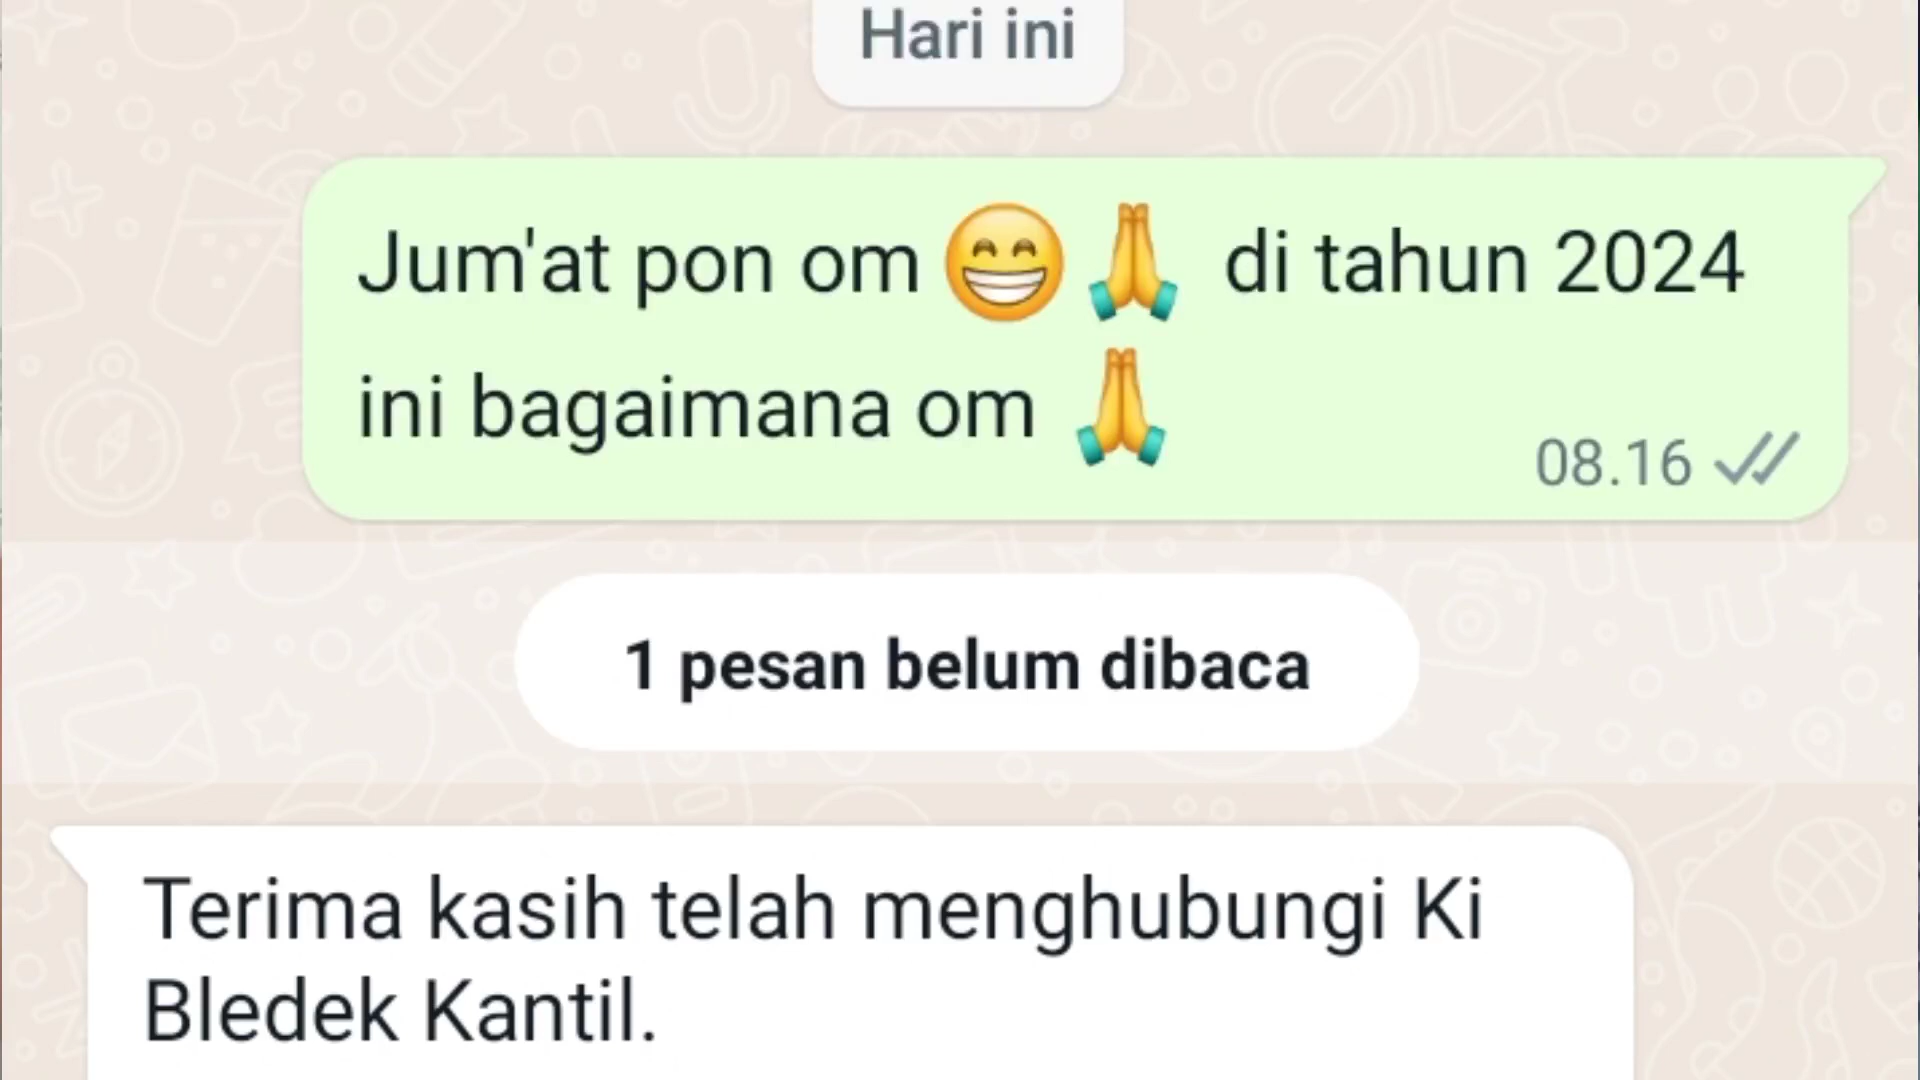 Hari ini
Jum'at pon om 😁🙏 di tahun 2024
ini bagaimana om 🙏
08.16
1 pesan belum dibaca
Terima kasih telah menghubungi Ki
Bledek Kantil.